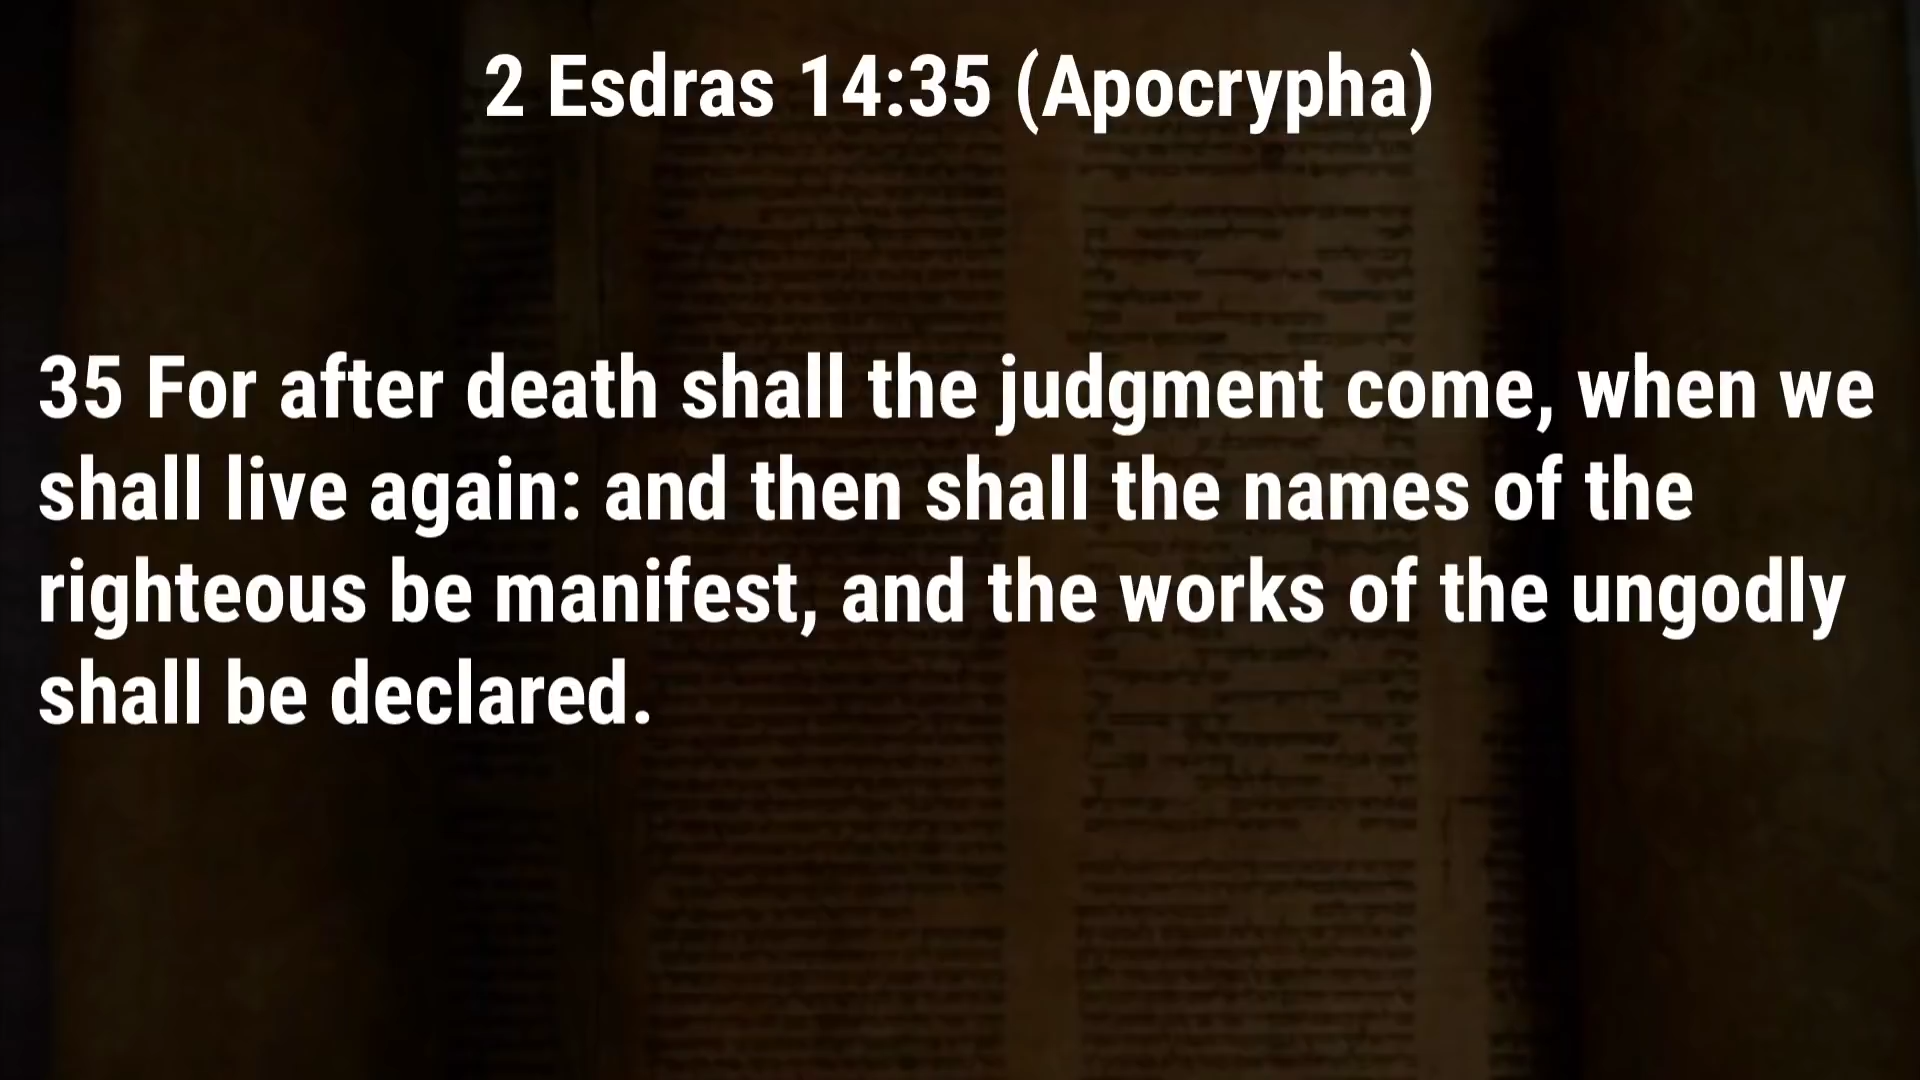 2 Esdras 14:35 (Apocrypha)
35 For after death shall the judgment come, when we
shall live again: and then shall the names of the
righteous be manifest, and the works of the ungodly
shall be declared.